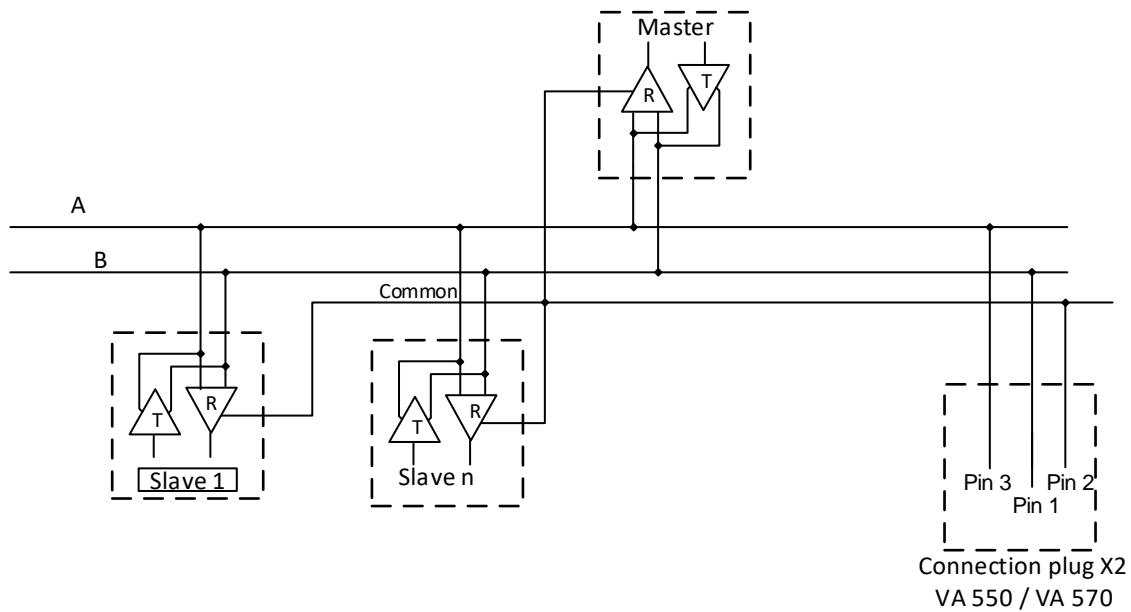 Master
R
T
A
B
Common
T
R
Slave 1
T
R
Slave n
Pin 3
Pin 2
Pin 1
Connection plug X2
VA 550 / VA 570